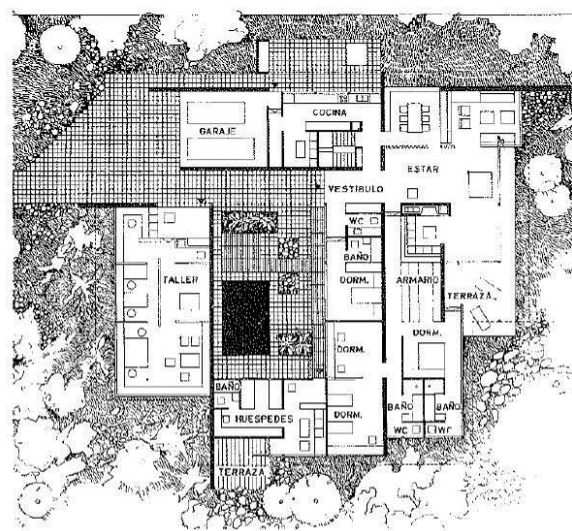 COCINA
GARAJE
ESTAR
VESTIBULO
WC
BAÑO
TALLER
DORM.
ARMARIO
TERRAZA
DORM.
DORM.
BAÑO
HUESPEDES
DORM.
BAÑO
BAÑO
WC
WC
TERRAZA